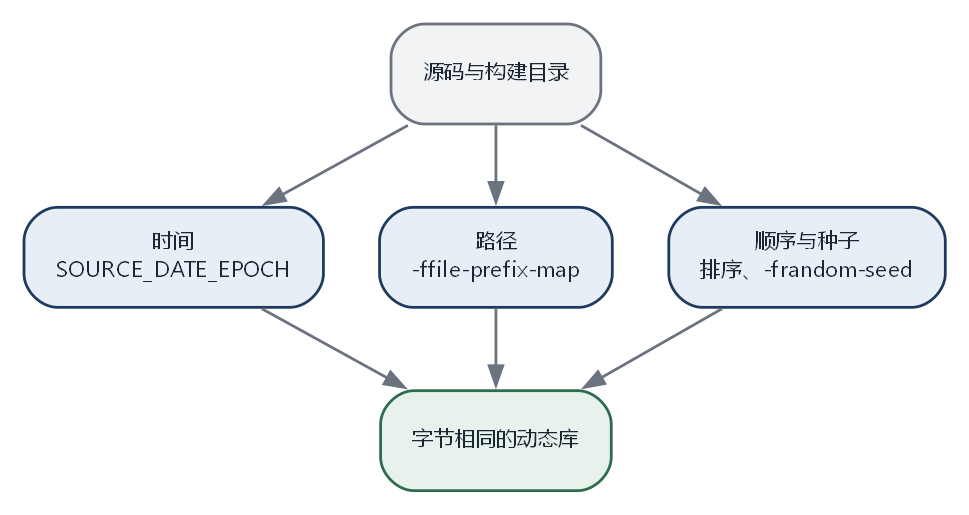 源码与构建目录
时间
SOURCE_DATE_EPOCH
路径
-ffile-prefix-map
顺序与种子
排序、-frandom-seed
字节相同的动态库